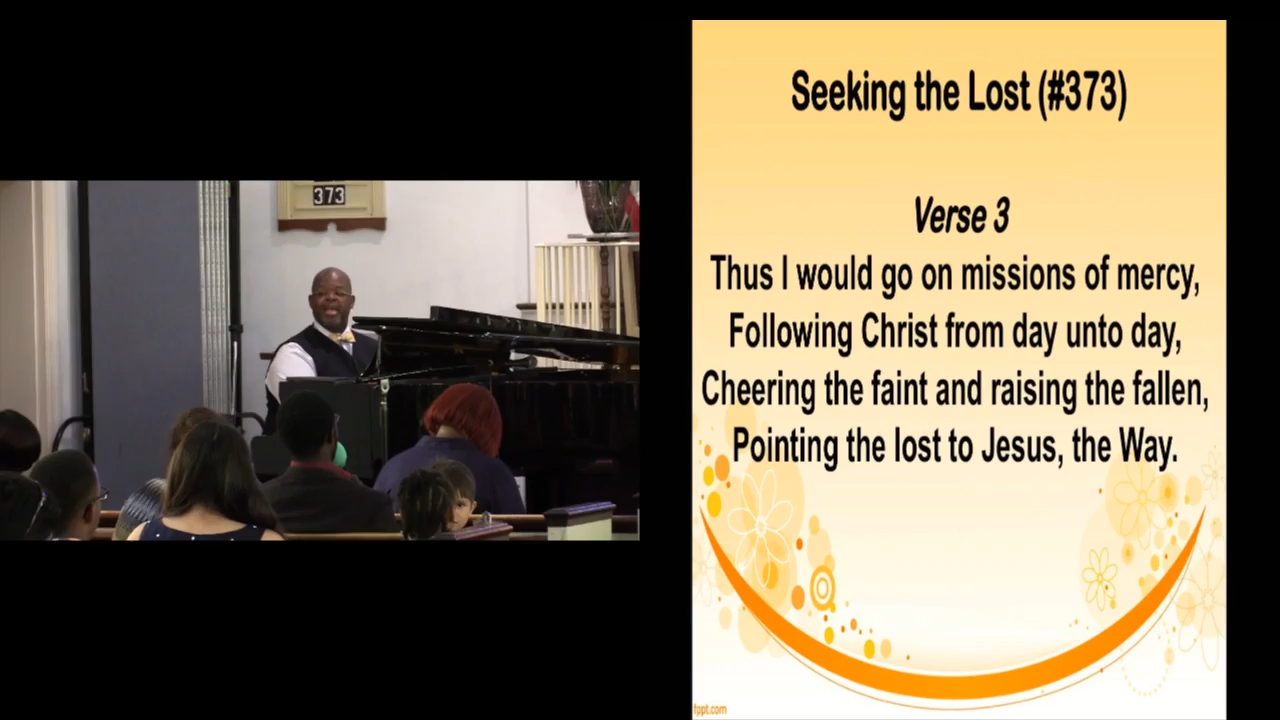 373
Seeking the Lost (#373)
Verse 3
Thus I would go on missions of mercy,
Following Christ from day unto day,
Cheering the faint and raising the fallen,
Pointing the lost to Jesus, the Way.
fppt.com